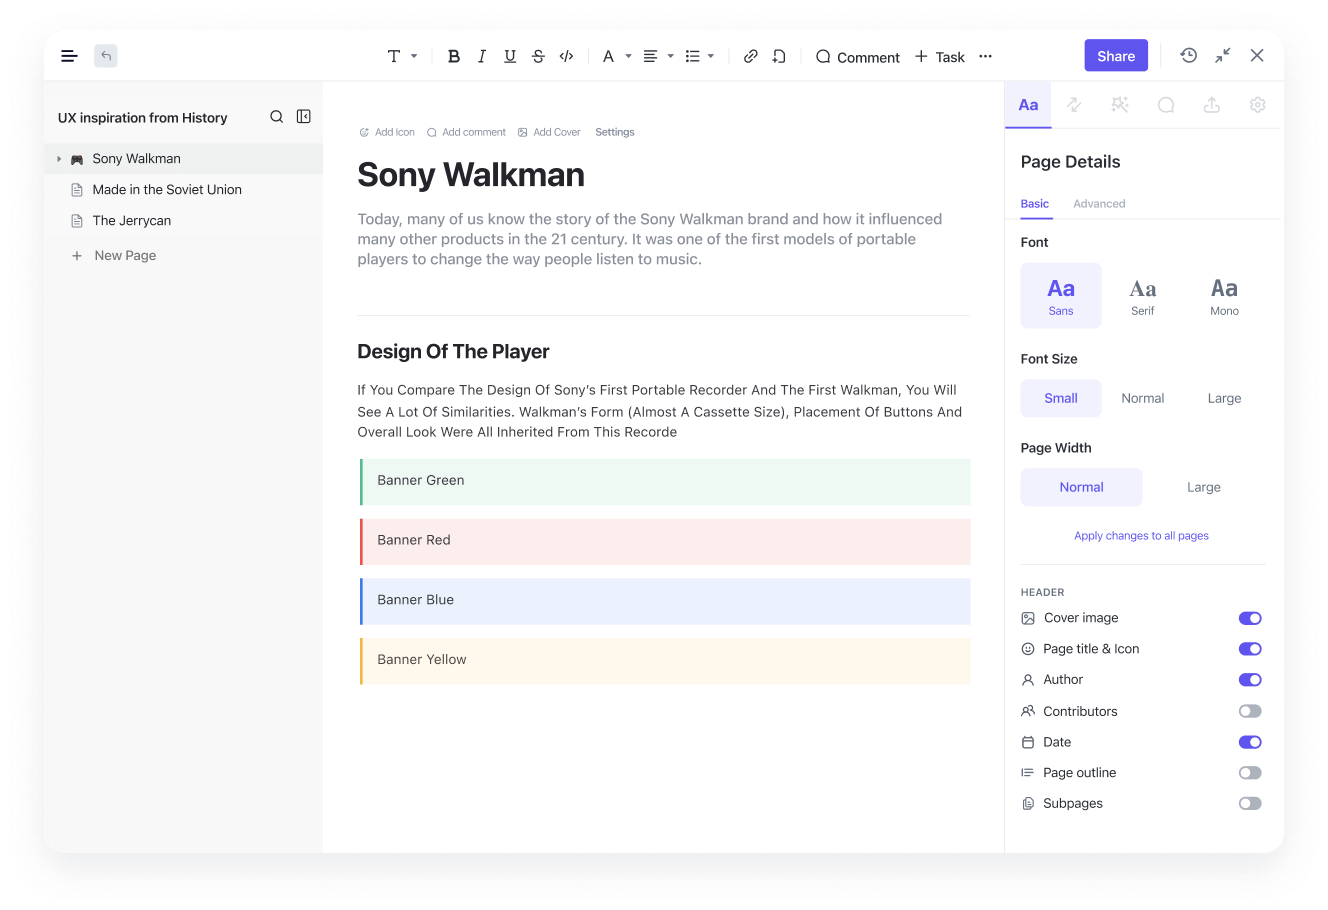 T B I U S </> A Comment + Task ... Share
UX inspiration from History
Sony Walkman
Made in the Soviet Union
The Jerrycan
+ New Page
Add Icon Add comment Add Cover Settings
Sony Walkman
Today, many of us know the story of the Sony Walkman brand and how it influenced
many other products in the 21 century. It was one of the first models of portable
players to change the way people listen to music.
Design Of The Player
If You Compare The Design Of Sony’s First Portable Recorder And The First Walkman, You Will
See A Lot Of Similarities. Walkman’s Form (Almost A Cassette Size), Placement Of Buttons And
Overall Look Were All Inherited From This Recorde
Banner Green
Banner Red
Banner Blue
Banner Yellow
Aa
Page Details
Basic Advanced
Font
Aa Aa Aa
Sans Serif Mono
Font Size
Small Normal Large
Page Width
Normal Large
Apply changes to all pages
HEADER
Cover image
Page title & Icon
Author
Contributors
Date
Page outline
Subpages